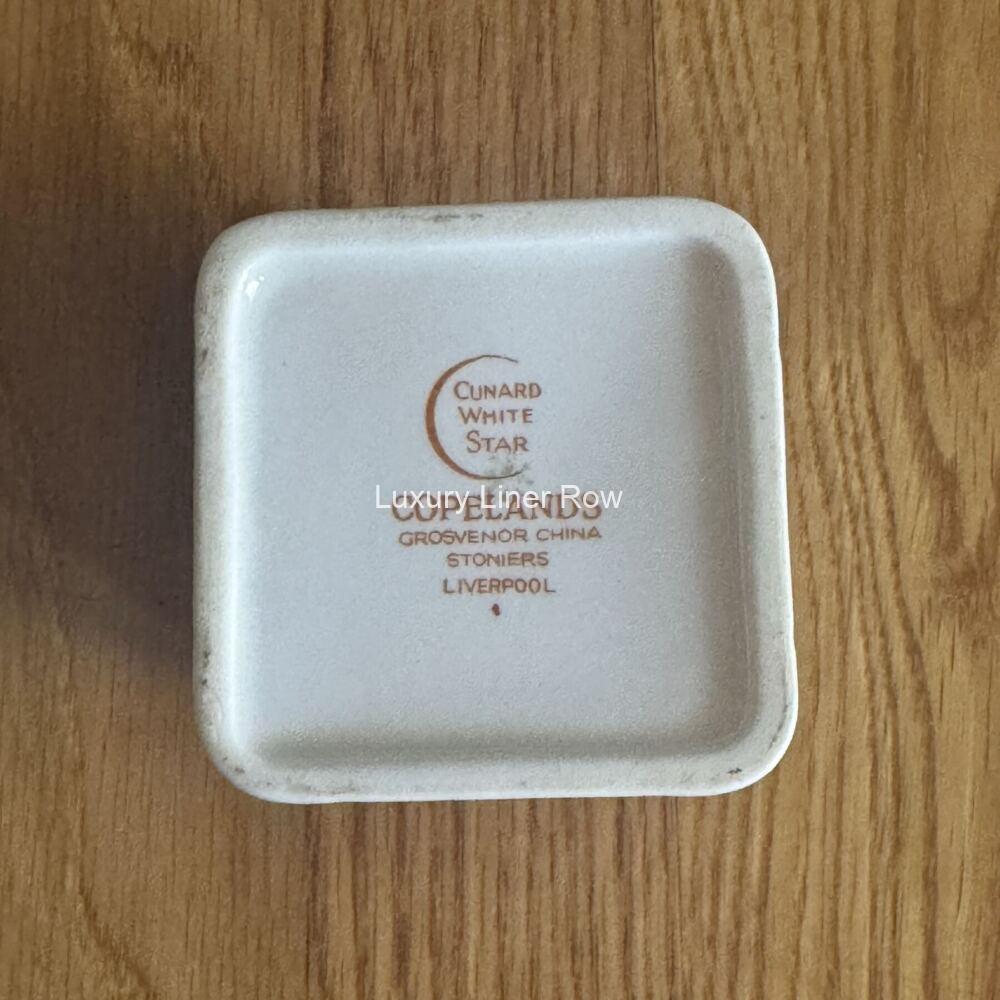 CUNARD
WHITE
STAR
Luxury Liner Row
COPELANDS
GROSVENOR CHINA
STONIERS
LIVERPOOL